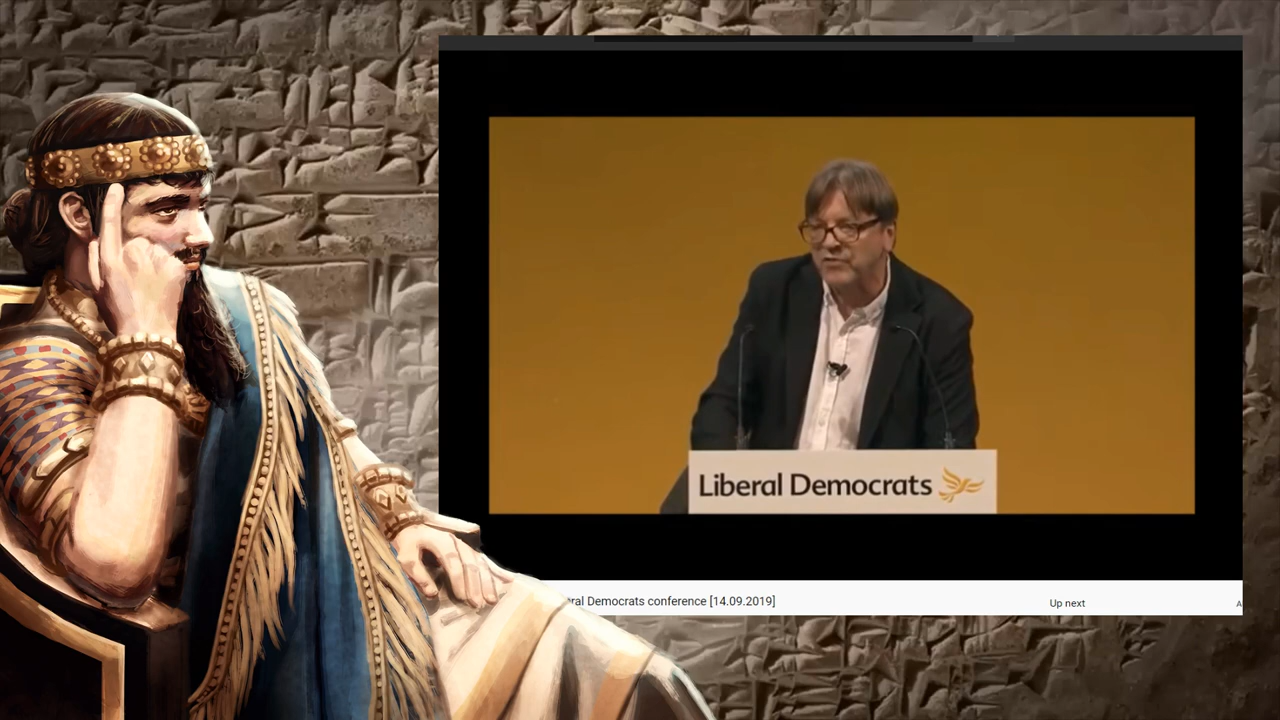 Liberal Democrats
ral Democrats conference [14.09.2019]
Up next
A